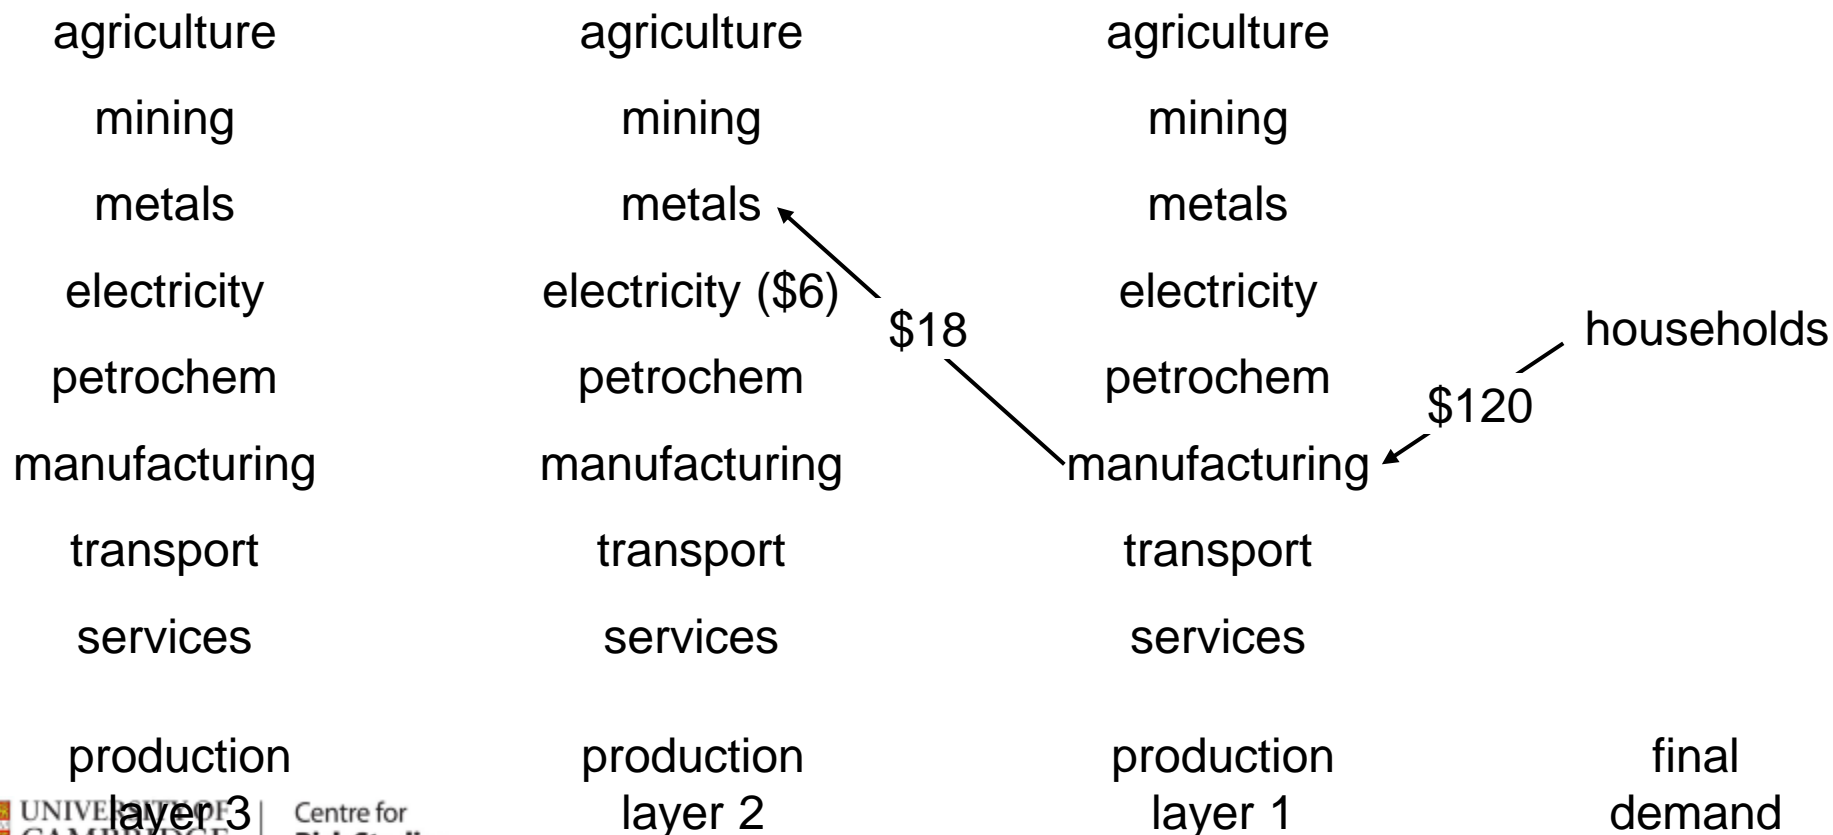 agriculture agriculture agriculture
mining mining mining
metals metals metals
electricity electricity ($6) electricity
$18 households
petrochem petrochem petrochem
$120
manufacturing manufacturing manufacturing
transport transport transport
services services services
production production production final
layer 3 layer 2 layer 1 demand
UNIVERSITY OF Centre for